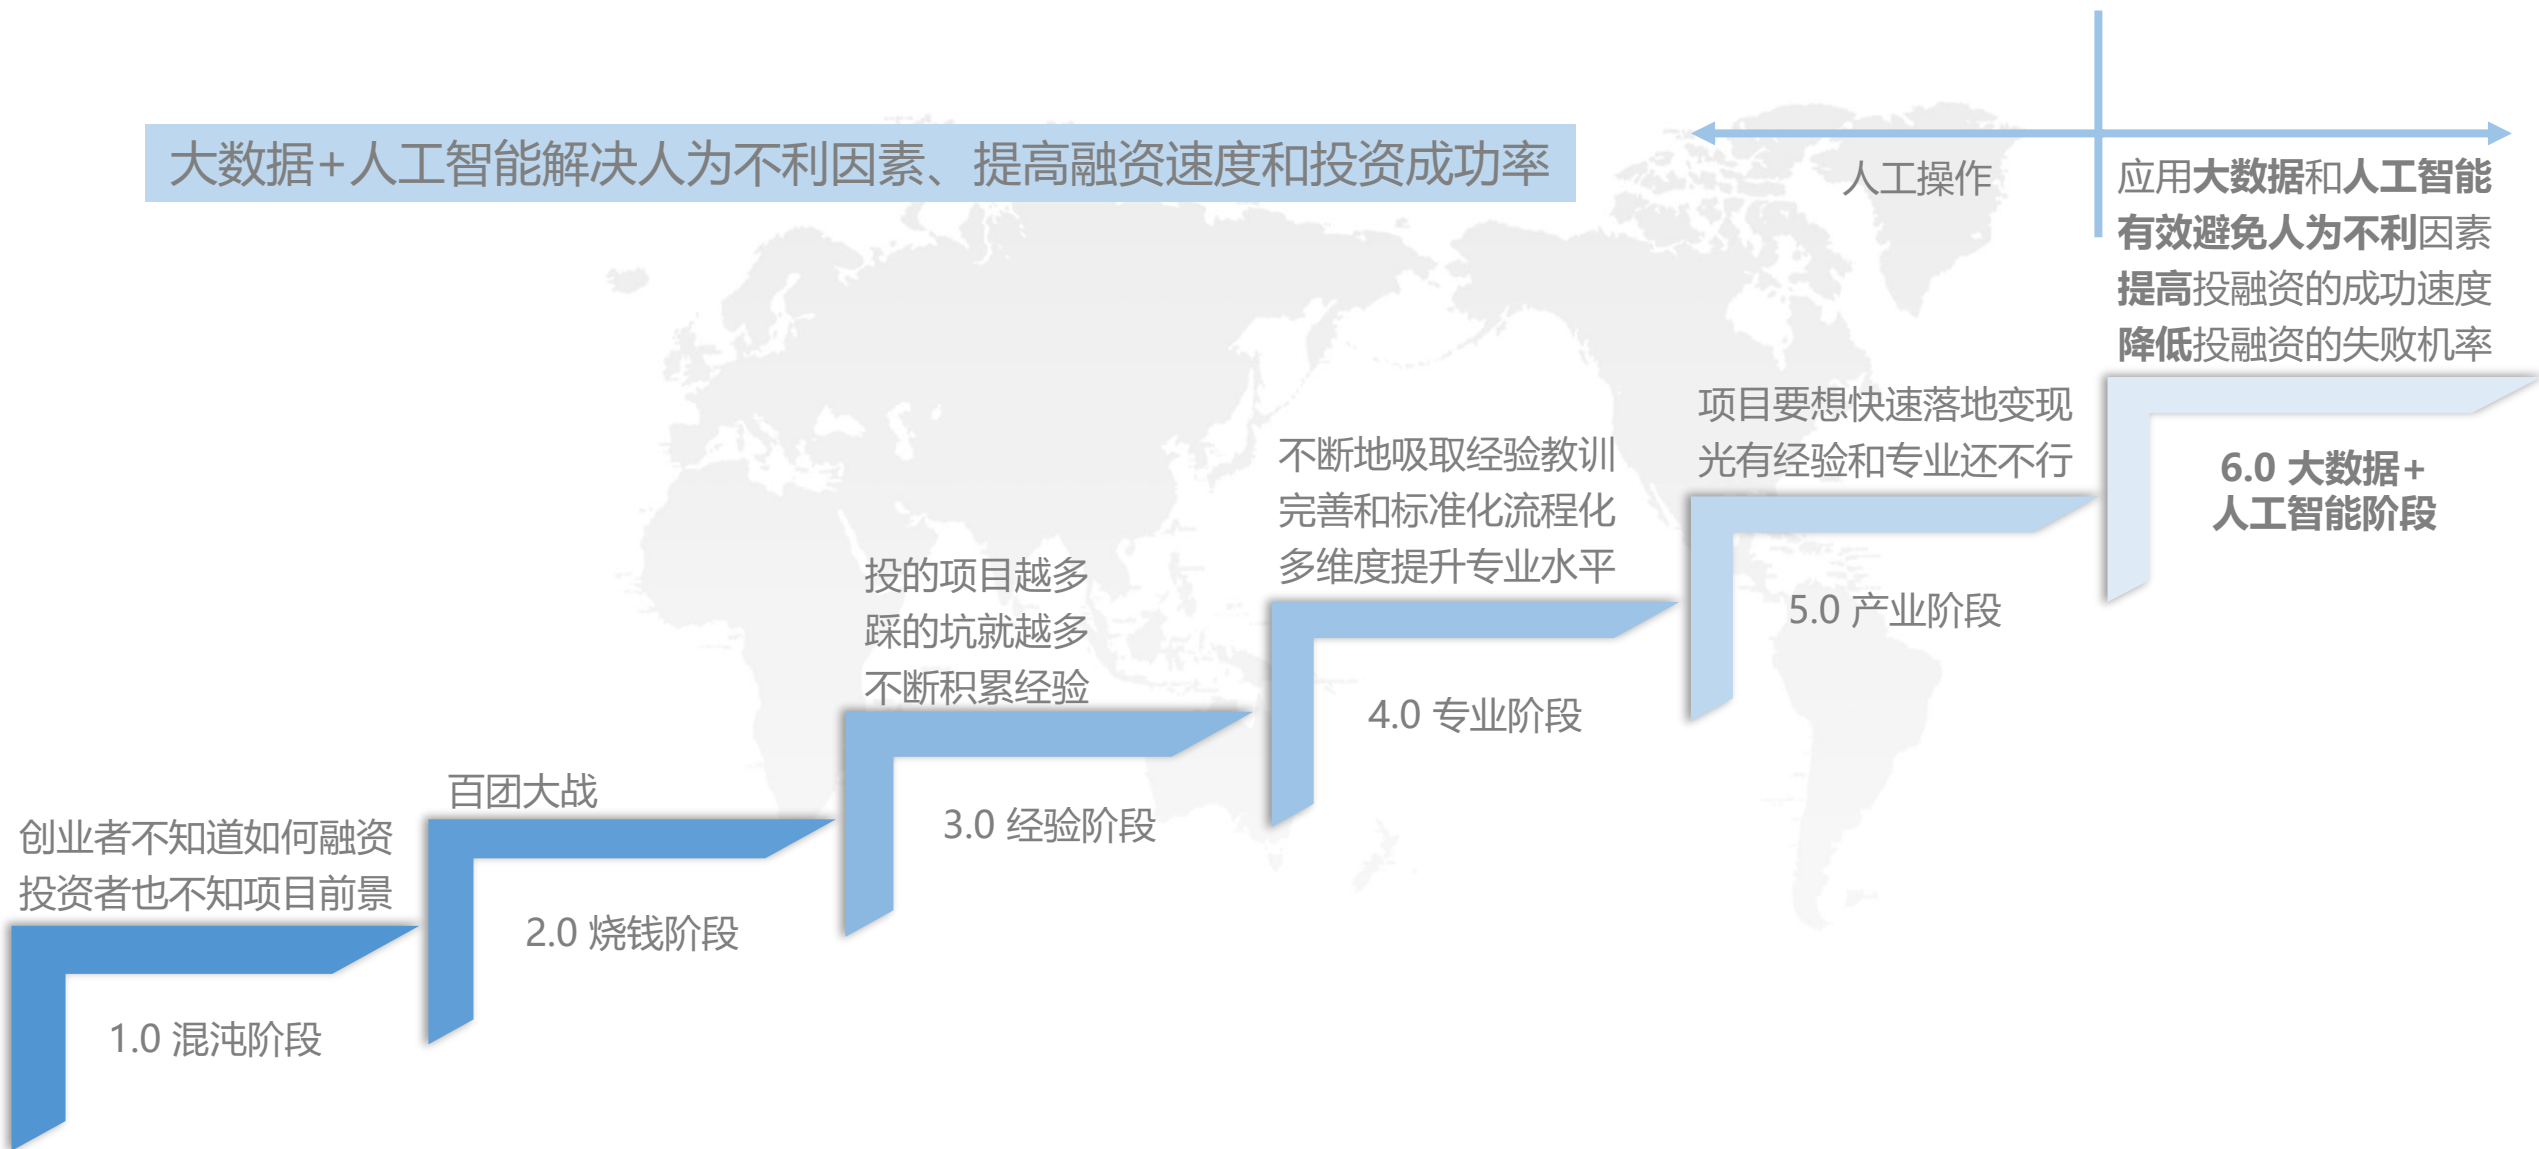 大数据+人工智能解决人为不利因素、提高融资速度和投资成功率
人工操作
应用大数据和人工智能
有效避免人为不利因素
提高投融资的成功速度
降低投融资的失败机率
6.0 大数据+
人工智能阶段
项目要想快速落地变现
光有经验和专业还不行
5.0 产业阶段
不断地吸取经验教训
完善和标准化流程化
多维度提升专业水平
4.0 专业阶段
投的项目越多
踩的坑就越多
不断积累经验
3.0 经验阶段
百团大战
2.0 烧钱阶段
创业者不知道如何融资
投资者也不知项目前景
1.0 混沌阶段